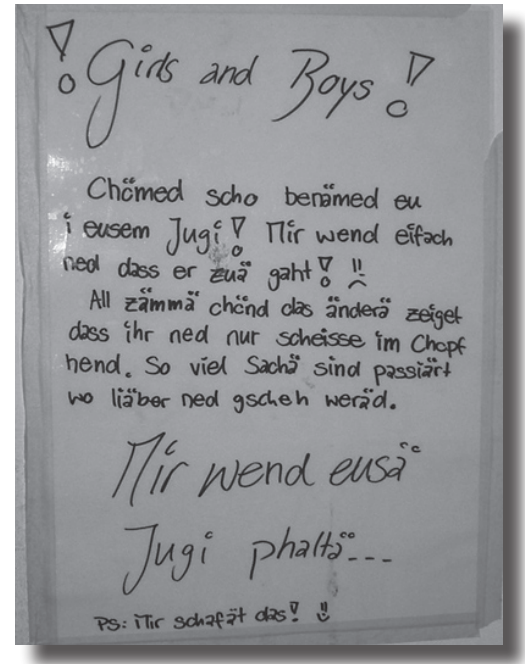 ! Girls and Boys !
Chömed scho benämed eu
i eusem Jugi! Mir wend eifach
ned dass er zuä gaht! !!
All zämmä chönd das änderä zeiget
dass ihr ned nur scheisse im Chopf
hend. So viel Sachä sind passiärt
wo liäber ned gscheh weräd.
Mir wend eusä
Jugi phaltä...
Ps: Mir schafät das! !!